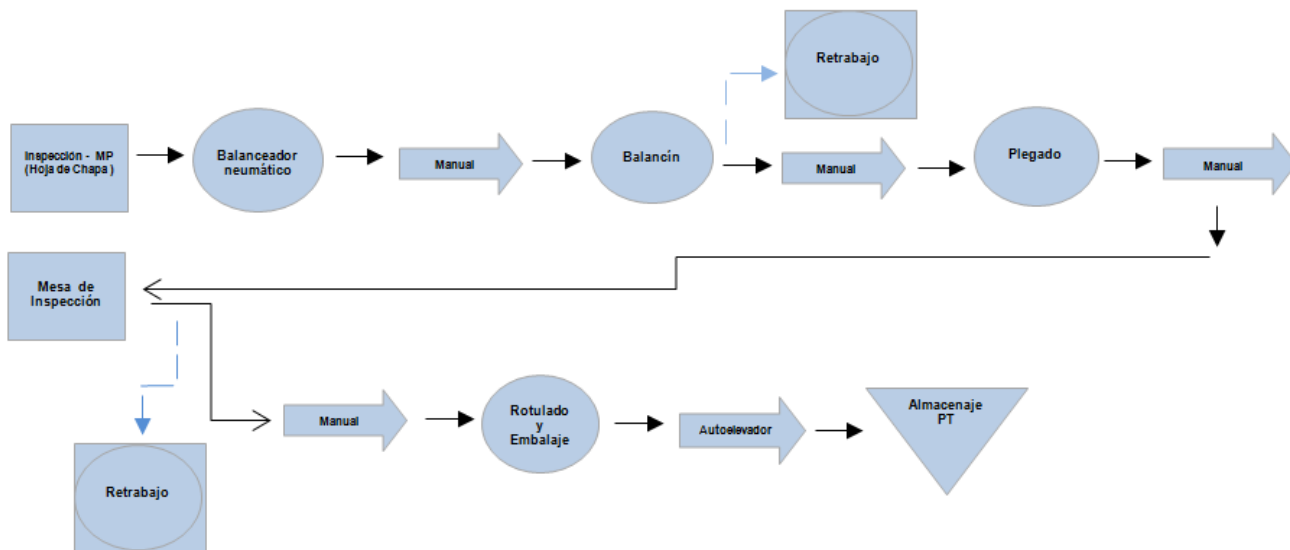 Retrabajo
Inspección - MP
(Hoja de Chapa)
Balanceador
neumático
Manual
Balancín
Manual
Plegado
Manual
Mesa de
Inspección
Manual
Rotulado
y
Embalaje
Autoelevador
Almacenaje
PT
Retrabajo